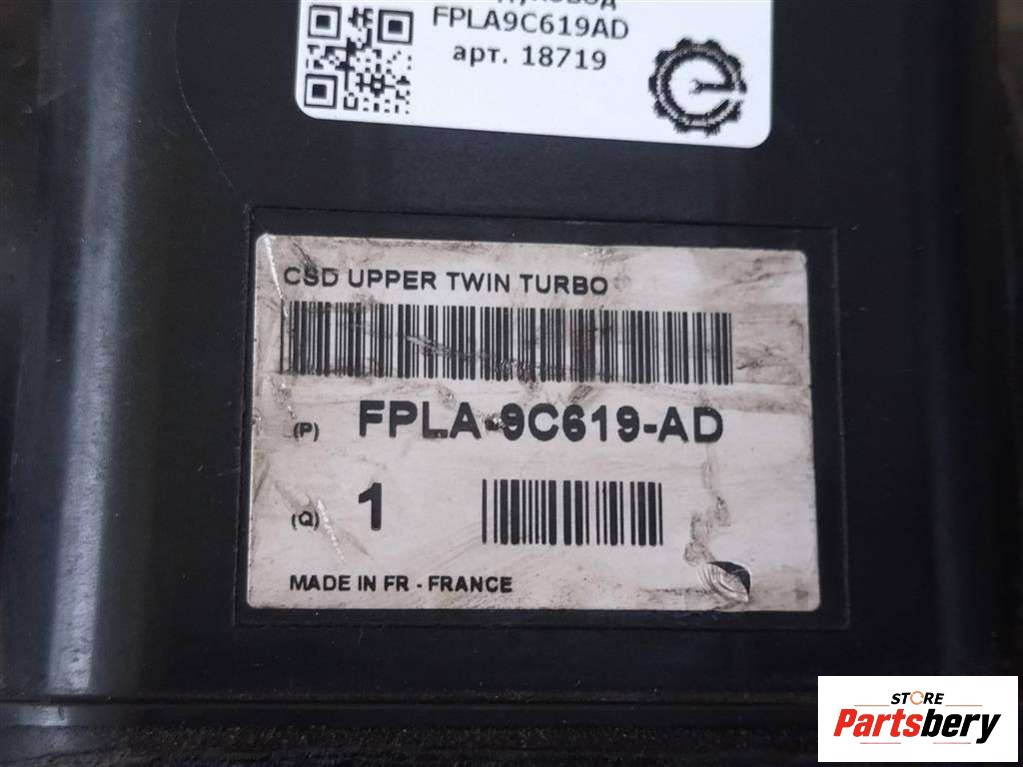 FPLA9C619AD
арт. 18719
CSD UPPER TWIN TURBO
(P) FPLA-9C619-AD
(Q) 1
MADE IN FR - FRANCE
STORE
Partsbery